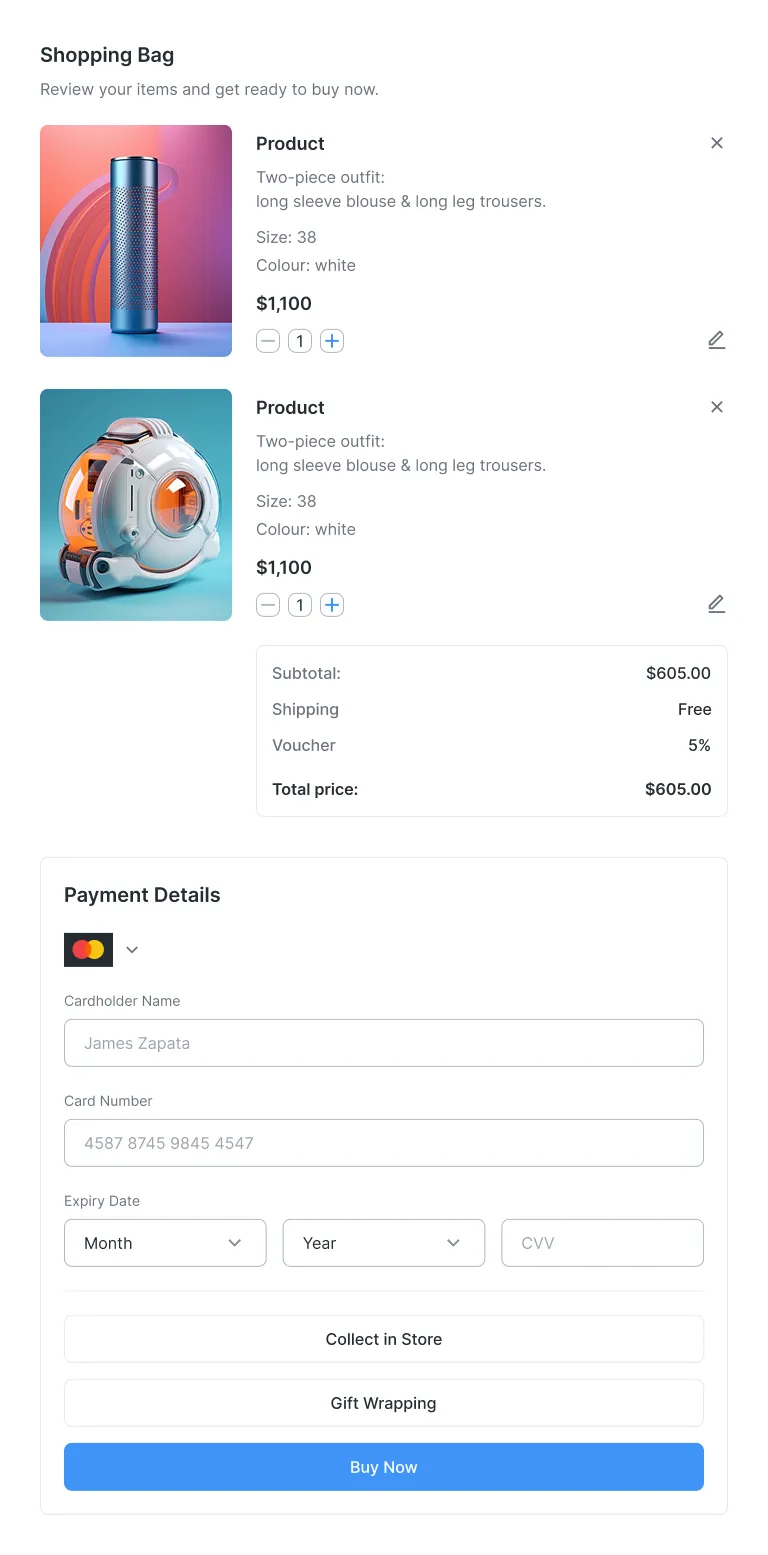 Shopping Bag
Review your items and get ready to buy now.
Product
Two-piece outfit:
long sleeve blouse & long leg trousers.
Size: 38
Colour: white
$1,100
1
Product
Two-piece outfit:
long sleeve blouse & long leg trousers.
Size: 38
Colour: white
$1,100
1
Subtotal: $605.00
Shipping Free
Voucher 5%
Total price: $605.00
Payment Details
Cardholder Name
James Zapata
Card Number
4587 8745 9845 4547
Expiry Date
Month Year CVV
Collect in Store
Gift Wrapping
Buy Now